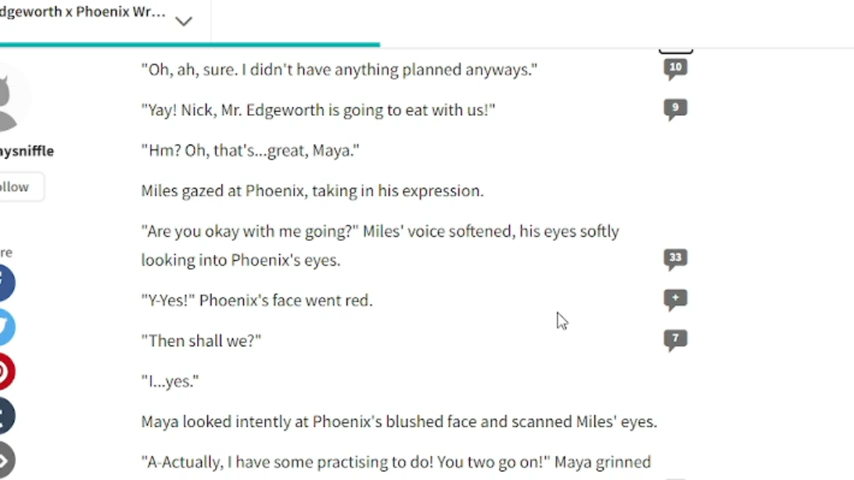 dgeworth x Phoenix Wr...
"Oh, ah, sure. I didn't have anything planned anyways."
10
"Yay! Nick, Mr. Edgeworth is going to eat with us!"
9
"Hm? Oh, that's...great, Maya."
aysniffle
ollow
Miles gazed at Phoenix, taking in his expression.
"Are you okay with me going?" Miles' voice softened, his eyes softly
looking into Phoenix's eyes.
33
re
"Y-Yes!" Phoenix's face went red.
+
"Then shall we?"
7
"I...yes."
Maya looked intently at Phoenix's blushed face and scanned Miles' eyes.
"A-Actually, I have some practising to do! You two go on!" Maya grinned